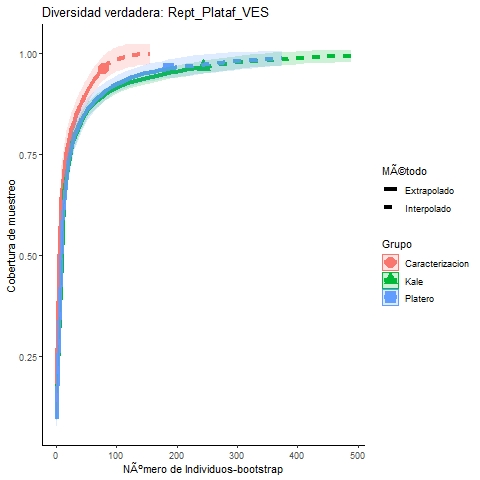 Diversidad verdadera: Rept_Plataf_VES
1.00
0.75
0.50
0.25
Cobertura de muestreo
0
100
200
300
400
500
NÃºmero de Individuos-bootstrap
MÃ©todo
Extrapolado
Interpolado
Grupo
Caracterizacion
Kale
Platero